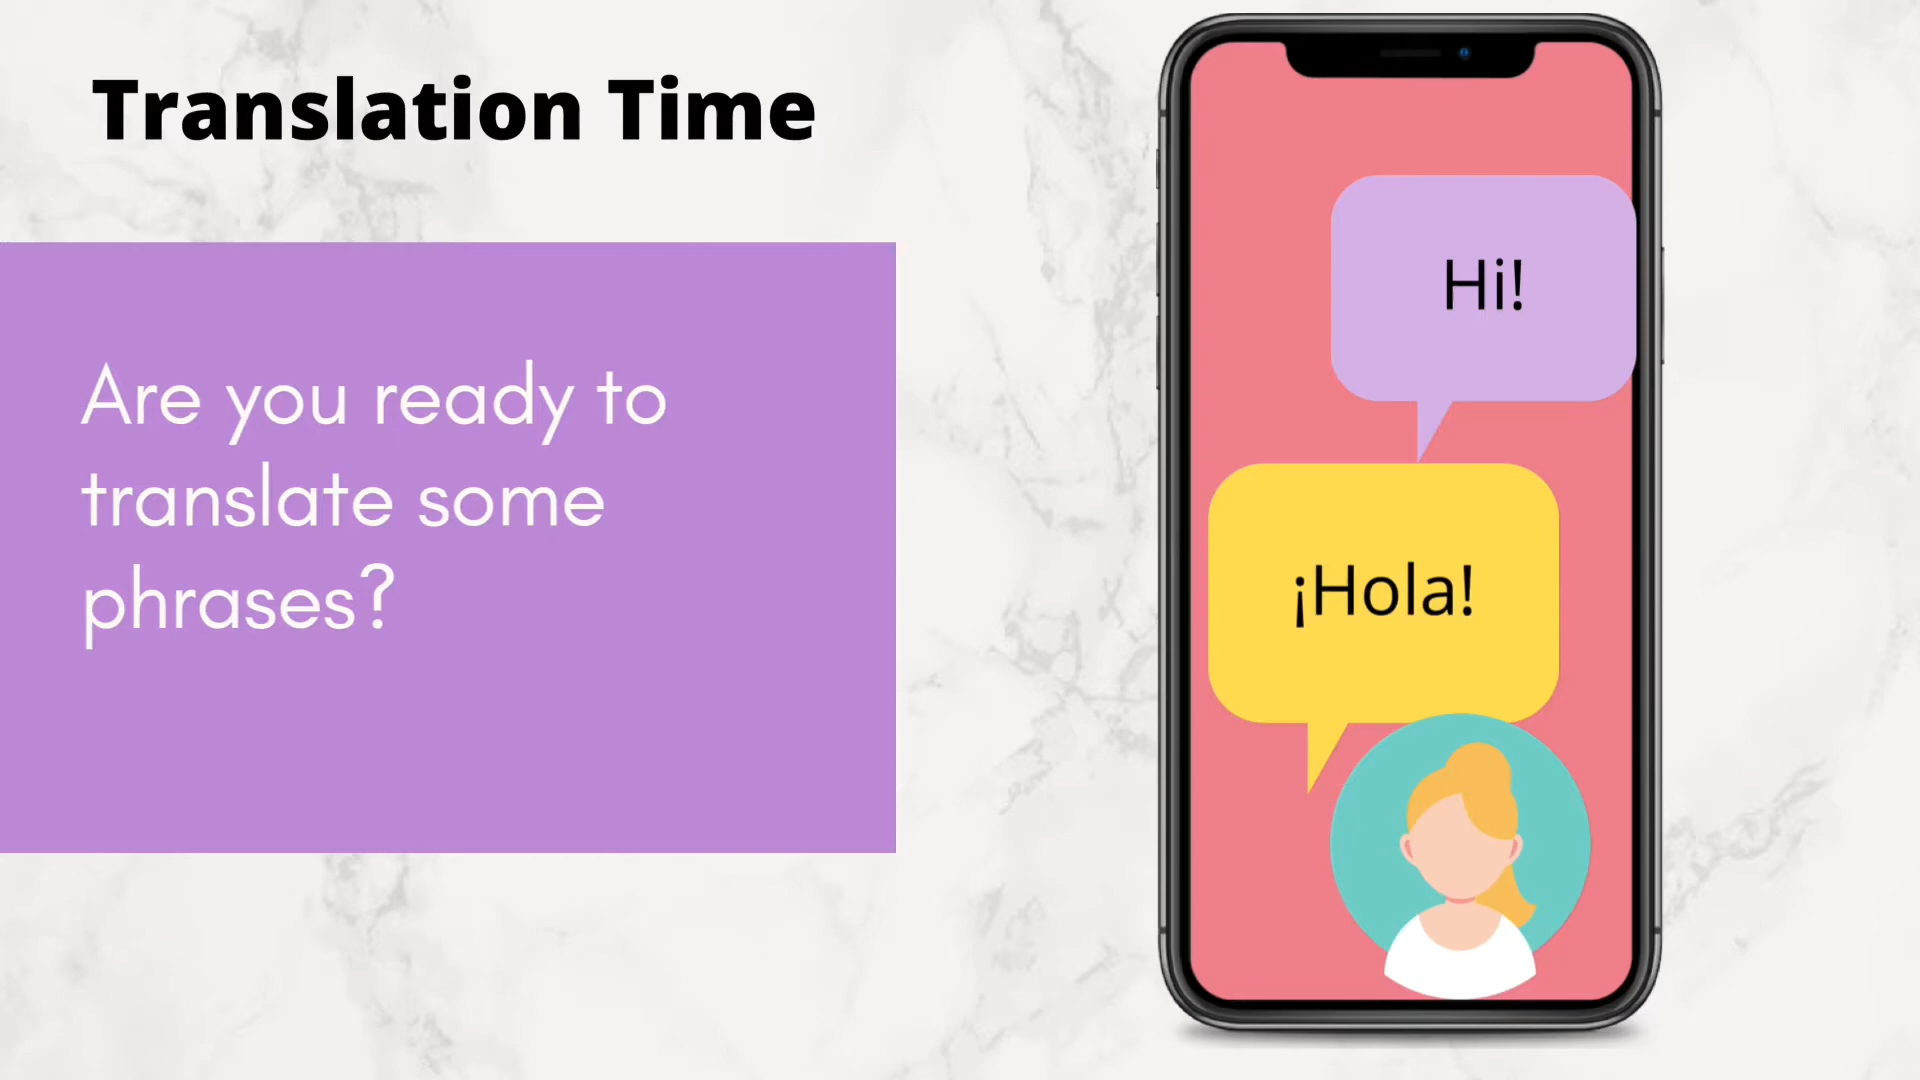 Translation Time
Are you ready to
translate some
phrases?
Hi!
¡Hola!